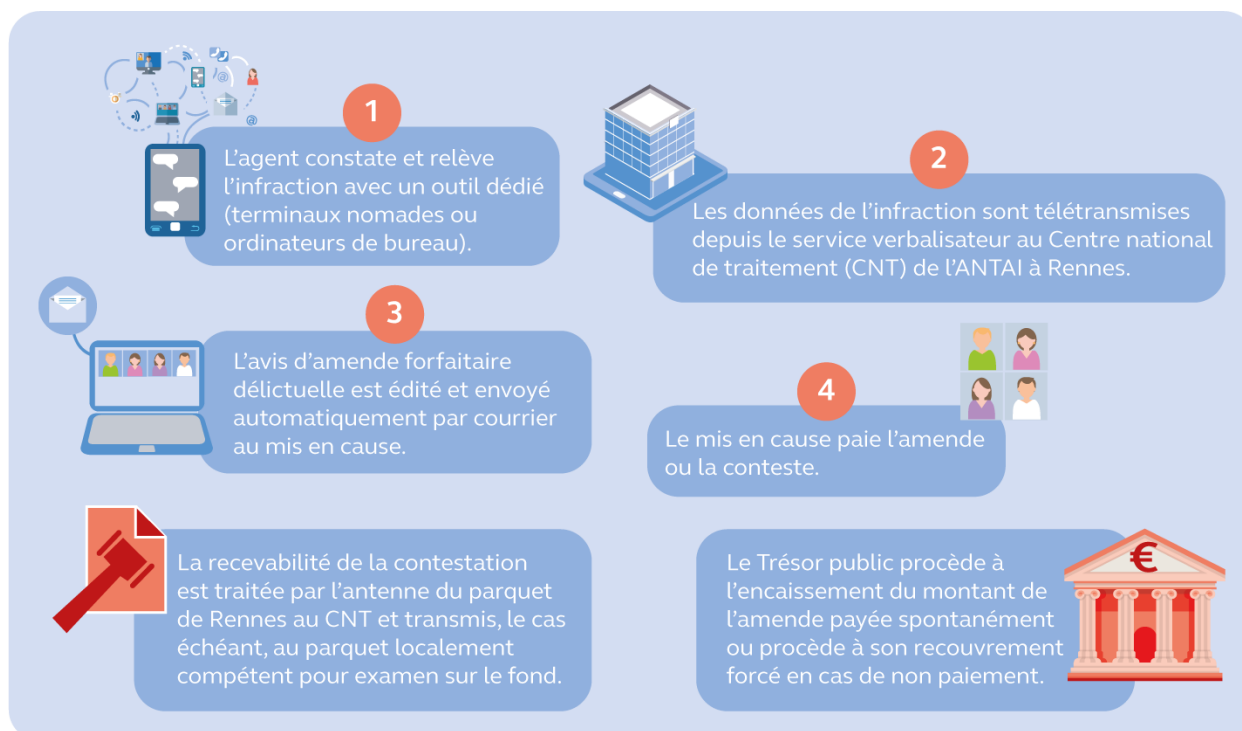 1
L'agent constate et relève
l'infraction avec un outil dédié
(terminaux nomades ou
ordinateurs de bureau).
2
Les données de l'infraction sont télétransmises
depuis le service verbalisateur au Centre national
de traitement (CNT) de l'ANTAI à Rennes.
3
L'avis d'amende forfaitaire
délictuelle est édité et envoyé
automatiquement par courrier
au mis en cause.
4
Le mis en cause paie l'amende
ou la conteste.
La recevabilité de la contestation
est traitée par l'antenne du parquet
de Rennes au CNT et transmis, le cas
échéant, au parquet localement
compétent pour examen sur le fond.
Le Trésor public procède à
l'encaissement du montant de
l'amende payée spontanément
ou procède à son recouvrement
forcé en cas de non paiement.
€